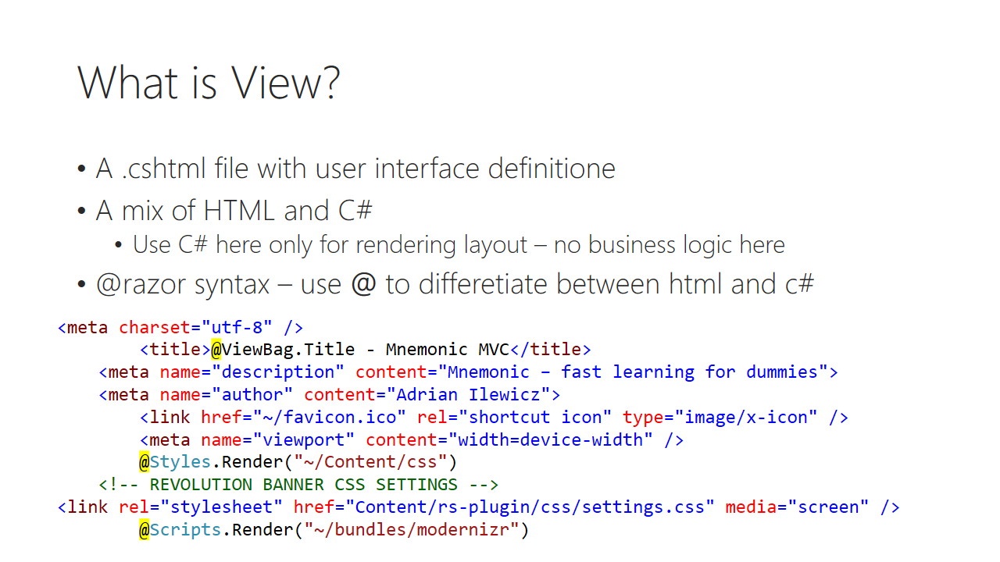 What is View?
• A .cshtml file with user interface definitione
• A mix of HTML and C#
• Use C# here only for rendering layout – no business logic here
• @razor syntax – use @ to differetiate between html and c#
<meta charset="utf-8" />
<title>@ViewBag.Title - Mnemonic MVC</title>
<meta name="description" content="Mnemonic – fast learning for dummies">
<meta name="author" content="Adrian Ilewicz">
<link href="~/favicon.ico" rel="shortcut icon" type="image/x-icon" />
<meta name="viewport" content="width=device-width" />
@Styles.Render("~/Content/css")
<!-- REVOLUTION BANNER CSS SETTINGS -->
<link rel="stylesheet" href="Content/rs-plugin/css/settings.css" media="screen" />
@Scripts.Render("~/bundles/modernizr")